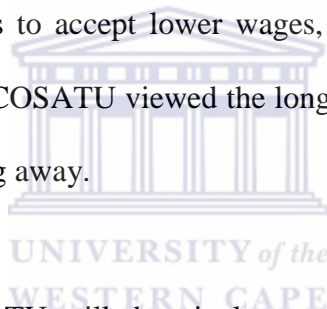 s to accept lower wages,
COSATU viewed the long
g away.
UNIVERSITY of the
WESTERN CAPE